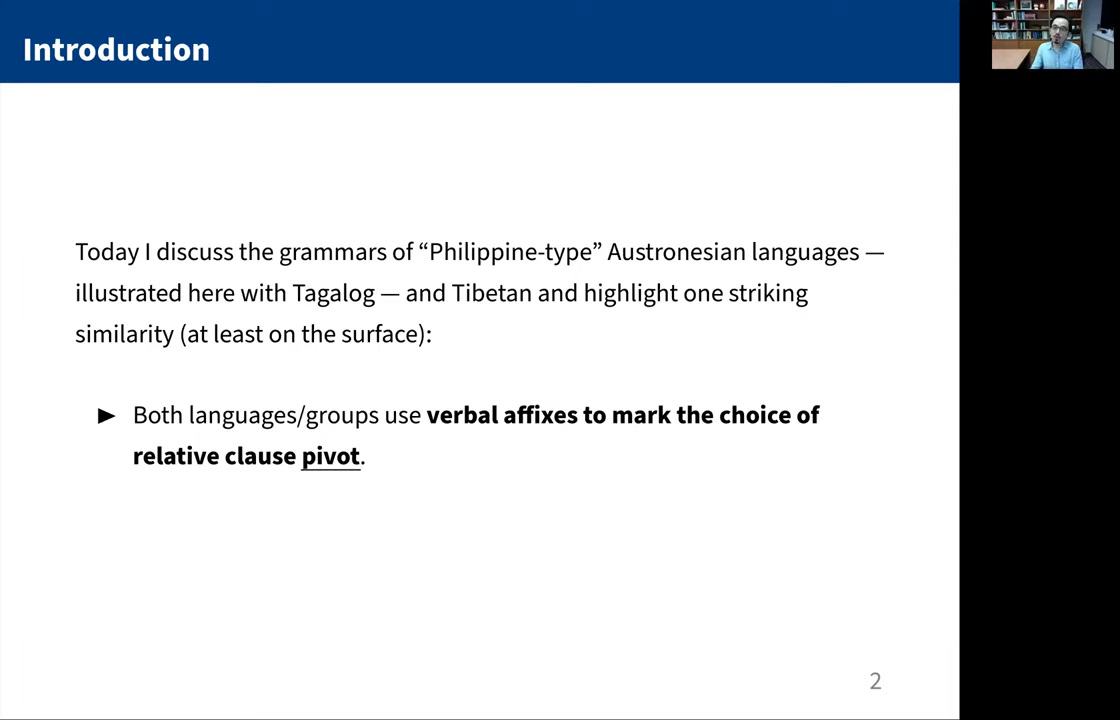 Introduction
Today I discuss the grammars of “Philippine-type” Austronesian languages —
illustrated here with Tagalog — and Tibetan and highlight one striking
similarity (at least on the surface):
► Both languages/groups use verbal affixes to mark the choice of
relative clause pivot.
2